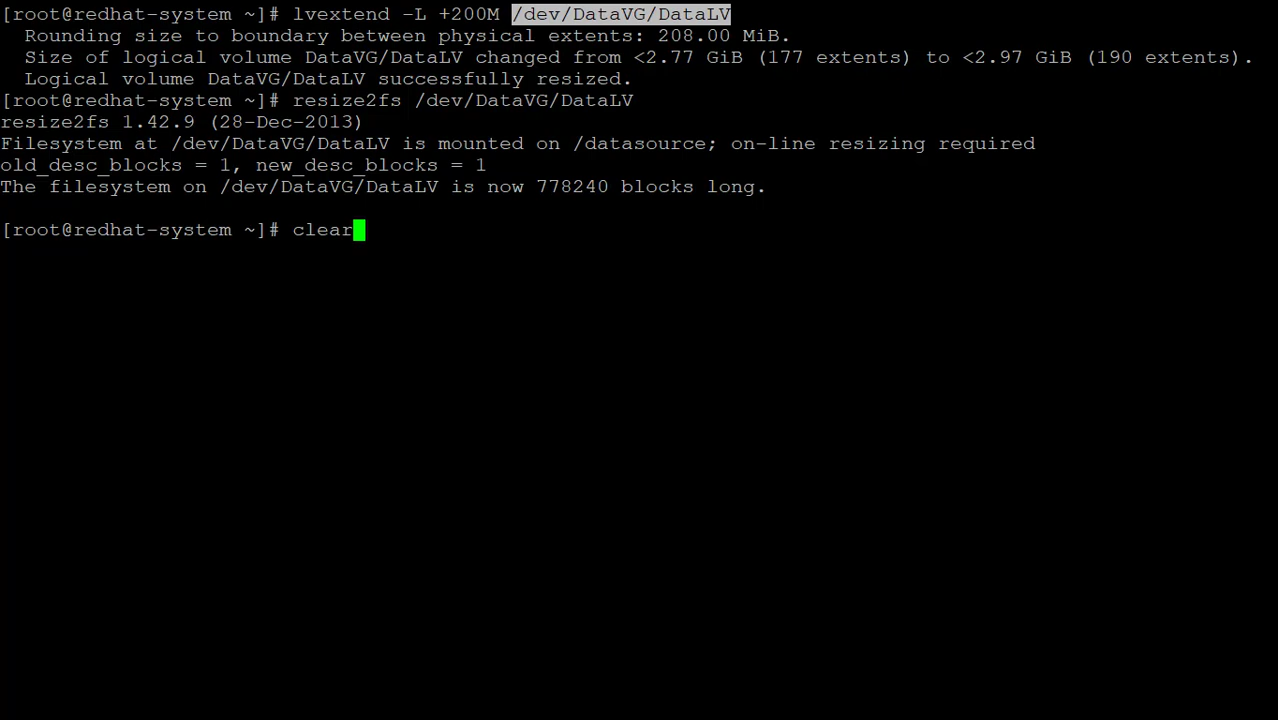 [root@redhat-system ~]# lvextend -L +200M /dev/DataVG/DataLV
  Rounding size to boundary between physical extents: 208.00 MiB.
  Size of logical volume DataVG/DataLV changed from <2.77 GiB (177 extents) to <2.97 GiB (190 extents).
  Logical volume DataVG/DataLV successfully resized.
[root@redhat-system ~]# resize2fs /dev/DataVG/DataLV
resize2fs 1.42.9 (28-Dec-2013)
Filesystem at /dev/DataVG/DataLV is mounted on /datasource; on-line resizing required
old_desc_blocks = 1, new_desc_blocks = 1
The filesystem on /dev/DataVG/DataLV is now 778240 blocks long.
[root@redhat-system ~]# clear